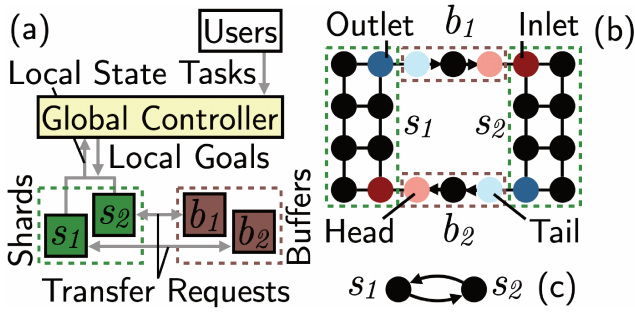 (a)
Users
Local State Tasks
Global Controller
Local Goals
Shards
s1
s2
b1
b2
Buffers
Transfer Requests
Outlet
b1
Inlet
(b)
s1
s2
Head
b2
Tail
s1
s2
(c)